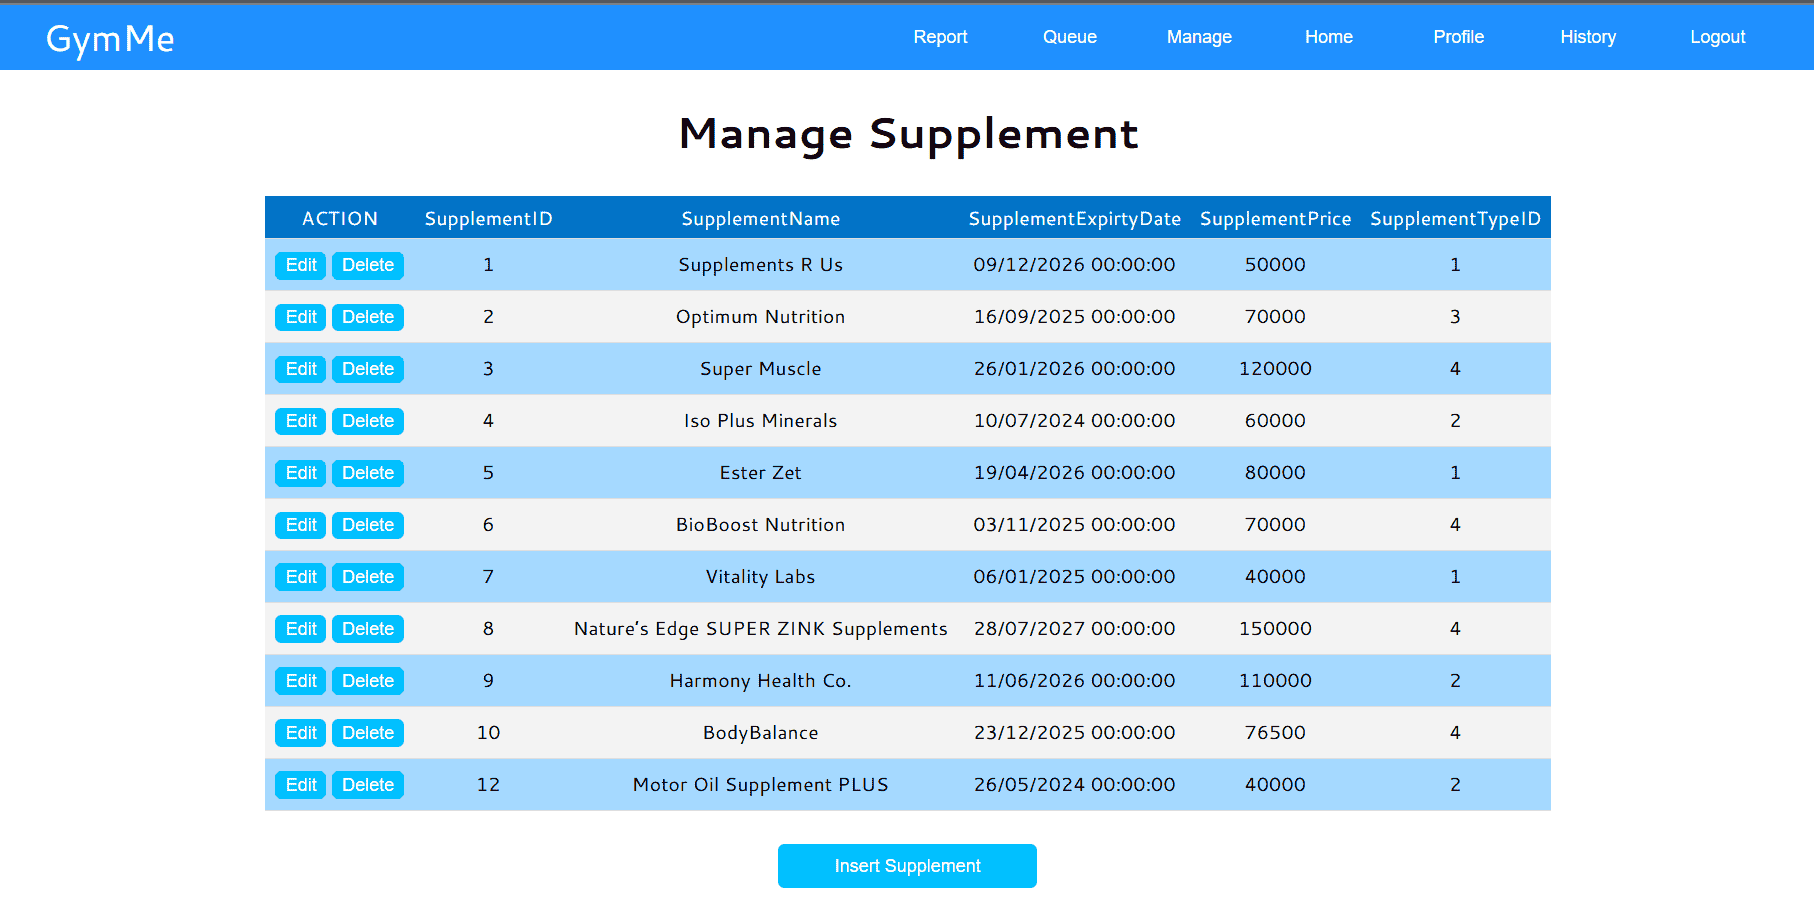 GymMe Report Queue Manage Home Profile History Logout
Manage Supplement
ACTION SupplementID SupplementName SupplementExpirtyDate SupplementPrice SupplementTypeID
Edit Delete 1 Supplements R Us 09/12/2026 00:00:00 50000 1
Edit Delete 2 Optimum Nutrition 16/09/2025 00:00:00 70000 3
Edit Delete 3 Super Muscle 26/01/2026 00:00:00 120000 4
Edit Delete 4 Iso Plus Minerals 10/07/2024 00:00:00 60000 2
Edit Delete 5 Ester Zet 19/04/2026 00:00:00 80000 1
Edit Delete 6 BioBoost Nutrition 03/11/2025 00:00:00 70000 4
Edit Delete 7 Vitality Labs 06/01/2025 00:00:00 40000 1
Edit Delete 8 Nature's Edge SUPER ZINK Supplements 28/07/2027 00:00:00 150000 4
Edit Delete 9 Harmony Health Co. 11/06/2026 00:00:00 110000 2
Edit Delete 10 BodyBalance 23/12/2025 00:00:00 76500 4
Edit Delete 12 Motor Oil Supplement PLUS 26/05/2024 00:00:00 40000 2
Insert Supplement